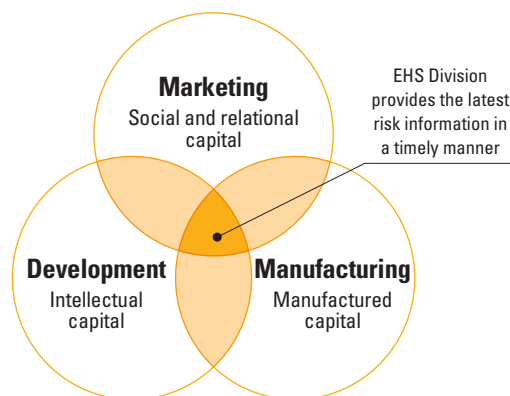 Marketing
Social and relational
capital
EHS Division
provides the latest
risk information in
a timely manner
Development
Intellectual
capital
Manufacturing
Manufactured
capital